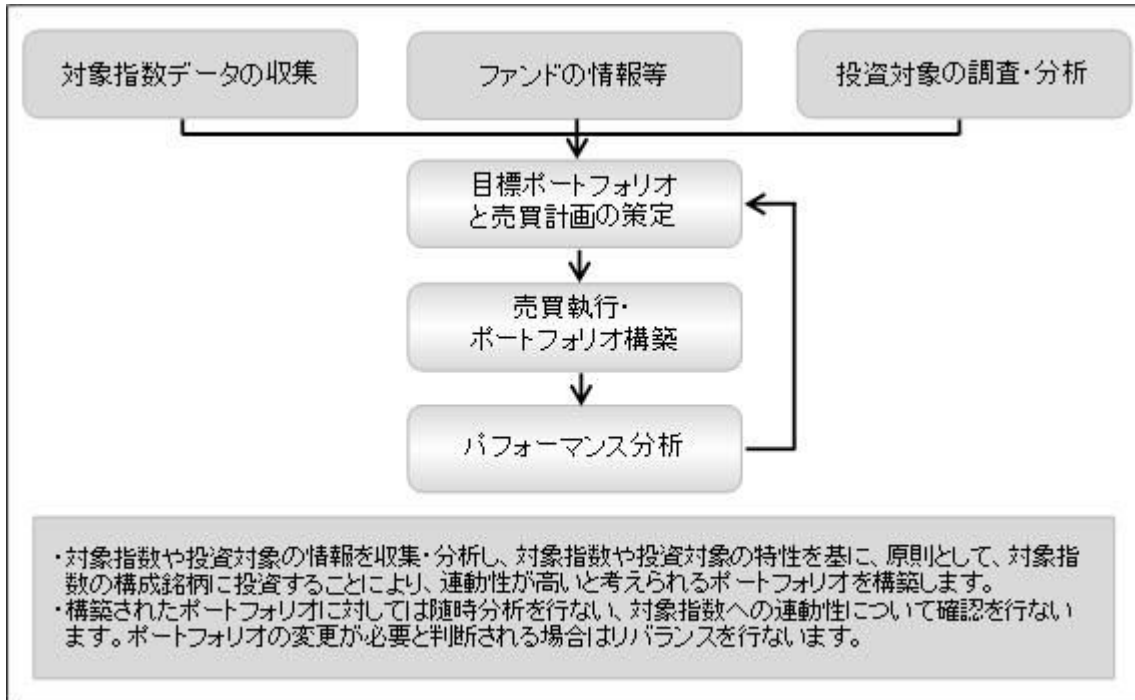 対象指数データの収集
ファンドの情報等
投資対象の調査・分析
目標ポートフォリオ
と売買計画の策定
売買執行・
ポートフォリオ構築
パフォーマンス分析
・対象指数や投資対象の情報を収集・分析し、対象指数や投資対象の特性を基に、原則として、対象指
数の構成銘柄に投資することにより、連動性が高いと考えられるポートフォリオを構築します。
・構築されたポートフォリオに対しては随時分析を行ない、対象指数への連動性について確認を行ない
ます。ポートフォリオの変更が必要と判断される場合はリバランスを行ないます。